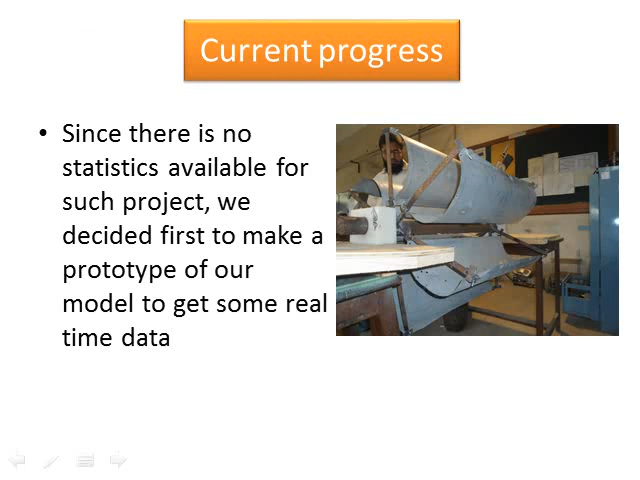 Current progress
• Since there is no
statistics available for
such project, we
decided first to make a
prototype of our
model to get some real
time data